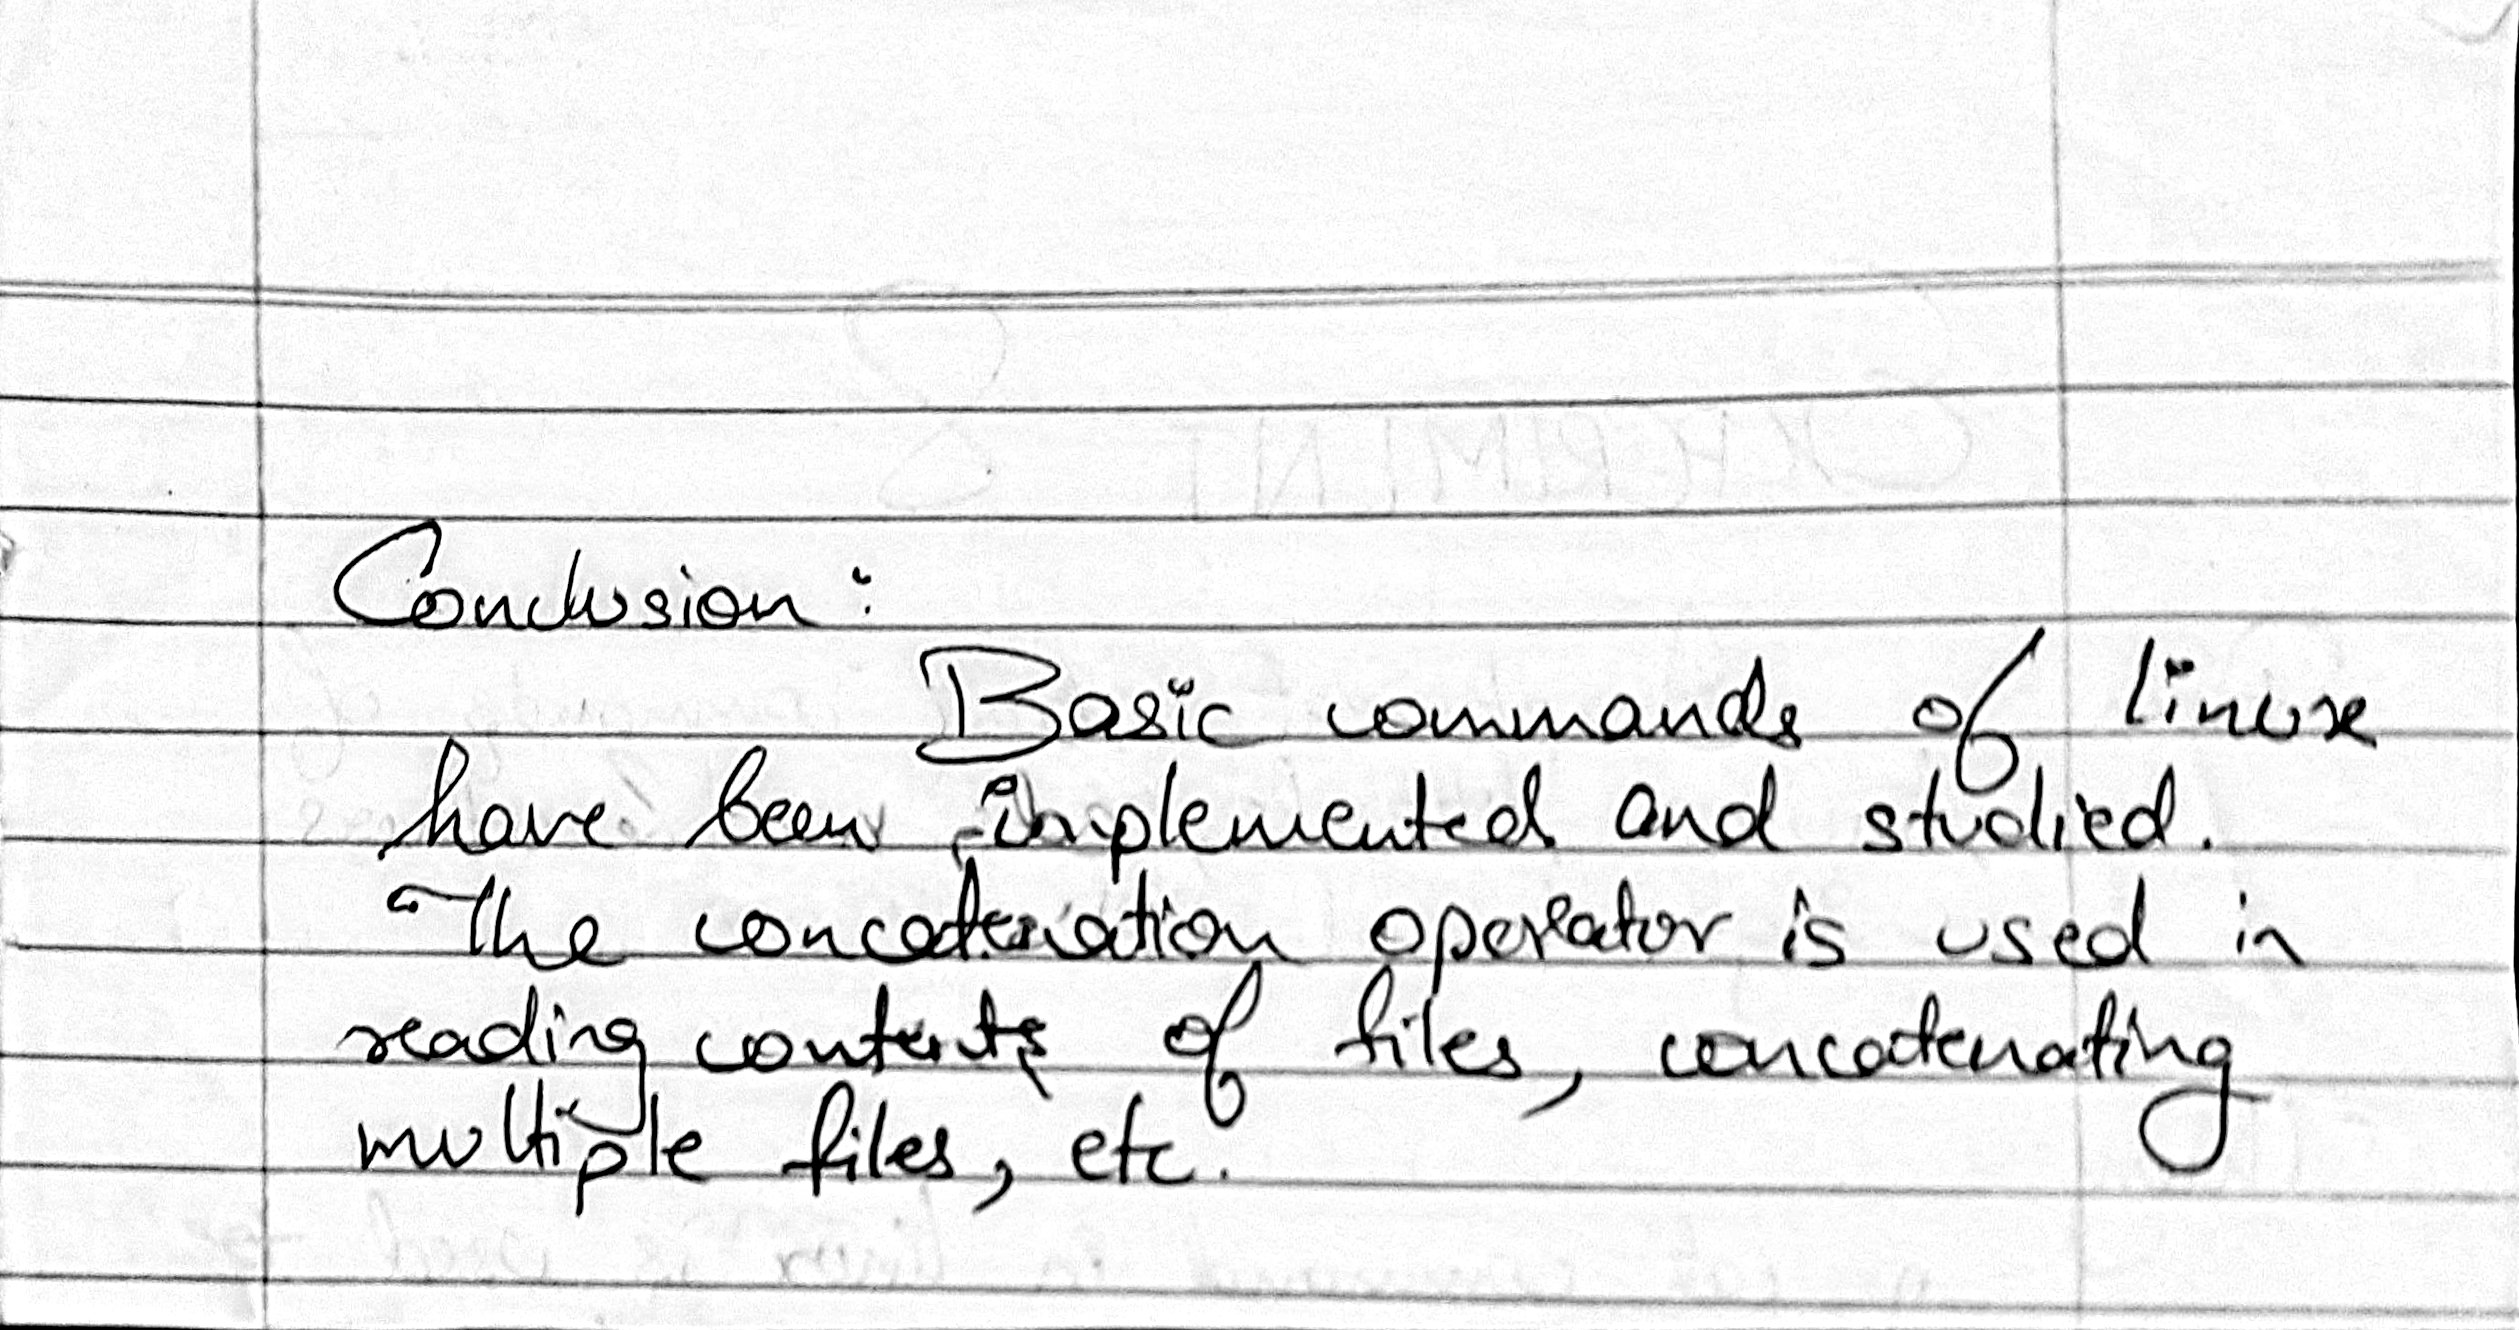 Conclusion :
Basic commands of linux
have been implemented and studied.
The concatenation operator is used in
reading contents of files, concatenating
multiple files, etc.